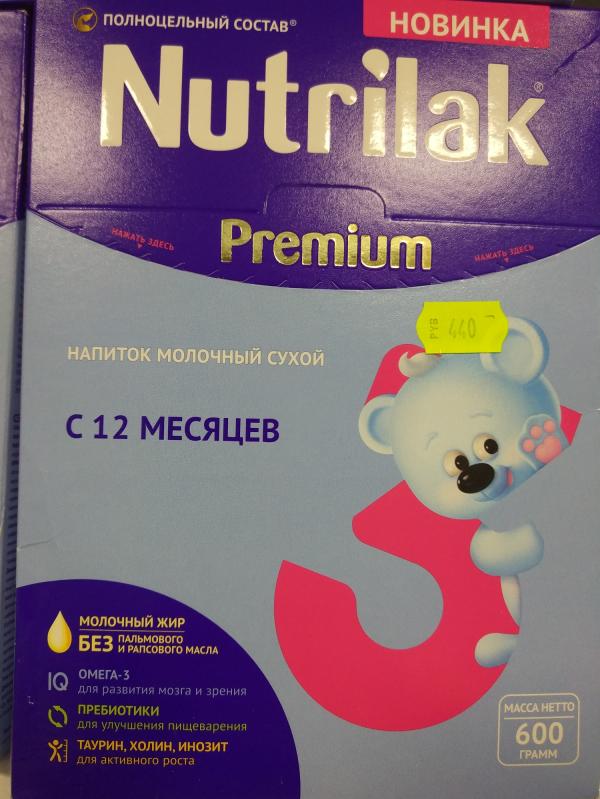 ПОЛНОЦЕЛЬНЫЙ СОСТАВ®
НОВИНКА
Nutrilak®
НАЖАТЬ ЗДЕСЬ
Premium
НАЖАТЬ ЗДЕСЬ
РУБ 440
НАПИТОК МОЛОЧНЫЙ СУХОЙ
С 12 МЕСЯЦЕВ
3
МОЛОЧНЫЙ ЖИР
БЕЗ ПАЛЬМОВОГО
И РАПСОВОГО МАСЛА
IQ
ОМЕГА-3
для развития мозга и зрения
ПРЕБИОТИКИ
для улучшения пищеварения
ТАУРИН, ХОЛИН, ИНОЗИТ
для активного роста
МАССА НЕТТО
600
ГРАММ